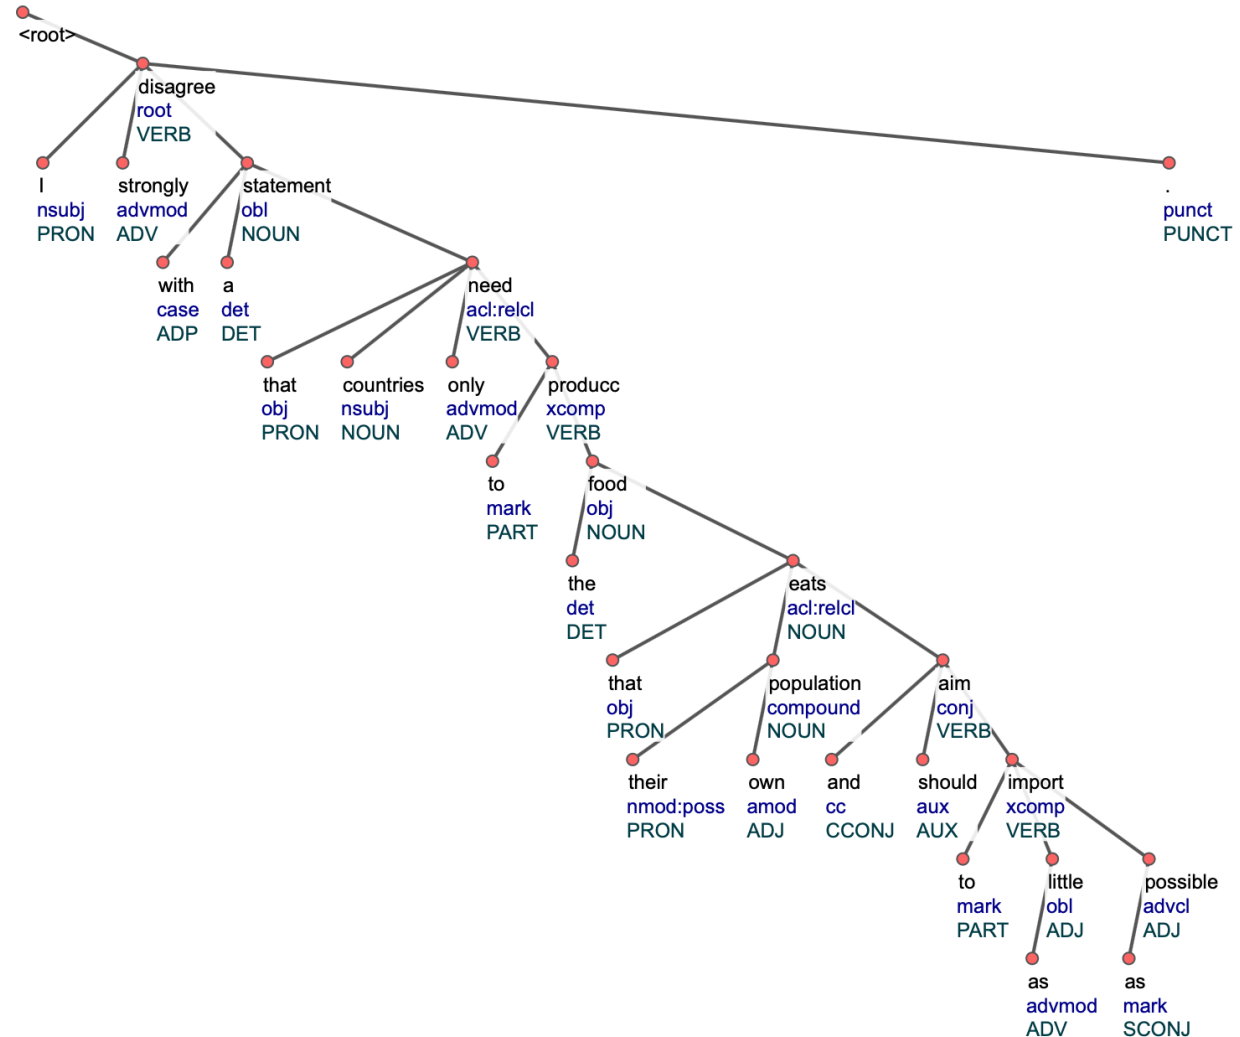 <root>
disagree
root
VERB
I strongly statement .
nsubj advmod obl punct
PRON ADV NOUN PUNCT
with a need
case det acl:relcl
ADP DET VERB
that countries only producc
obj nsubj advmod xcomp
PRON NOUN ADV VERB
to food
mark obj
PART NOUN
the eats
det acl:relcl
DET NOUN
that population aim
obj compound conj
PRON NOUN VERB
their own and should import
nmod:poss amod cc aux xcomp
PRON ADJ CCONJ AUX VERB
to little possible
mark obl advcl
PART ADJ ADJ
as as
advmod mark
ADV SCONJ